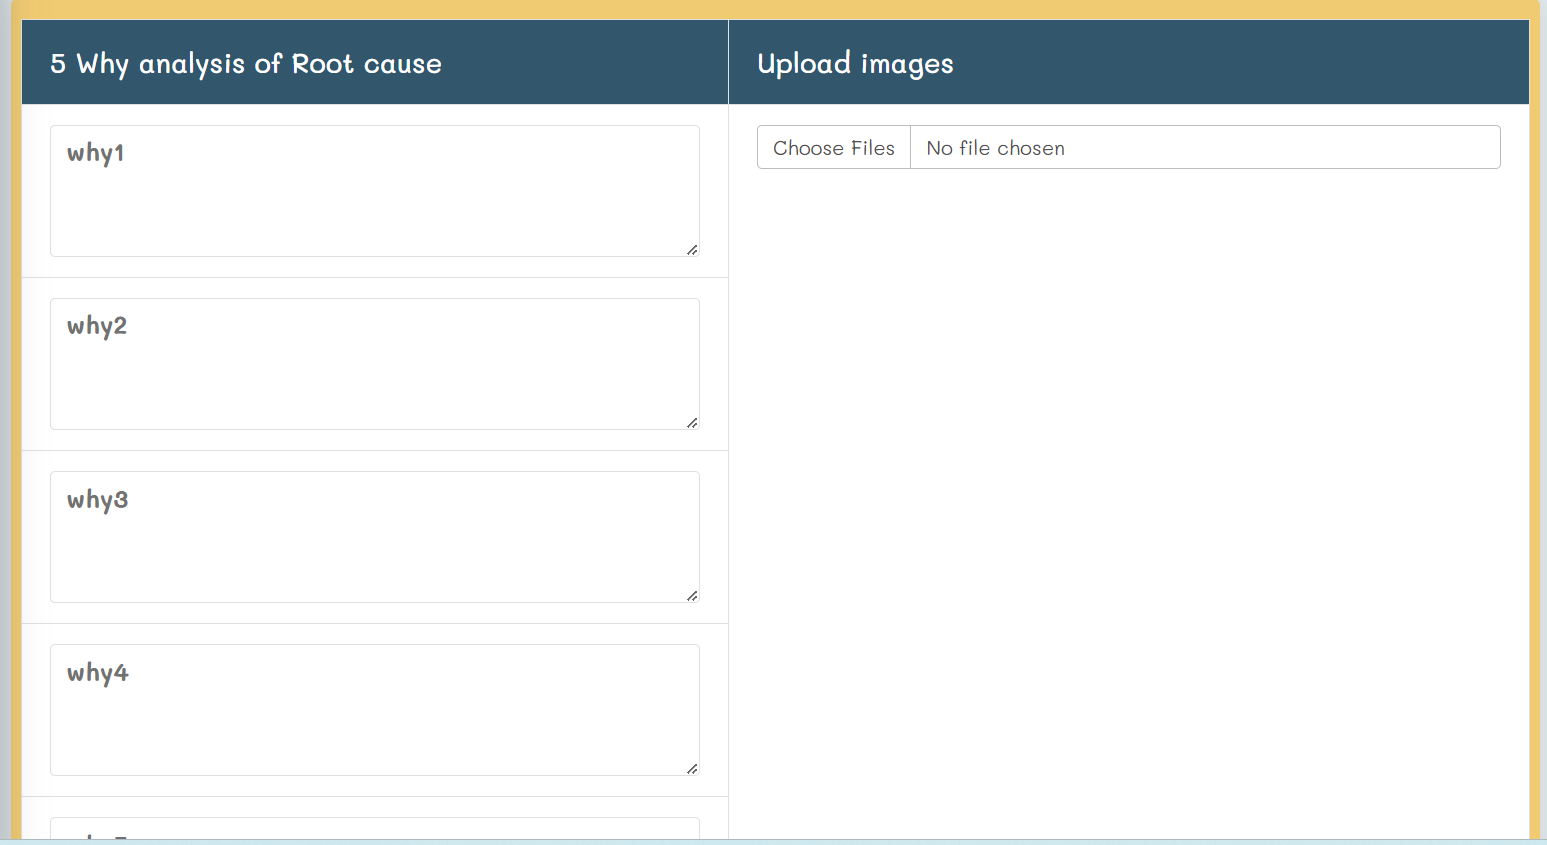 5 Why analysis of Root cause
Upload images
why1
Choose Files
No file chosen
why2
why3
why4